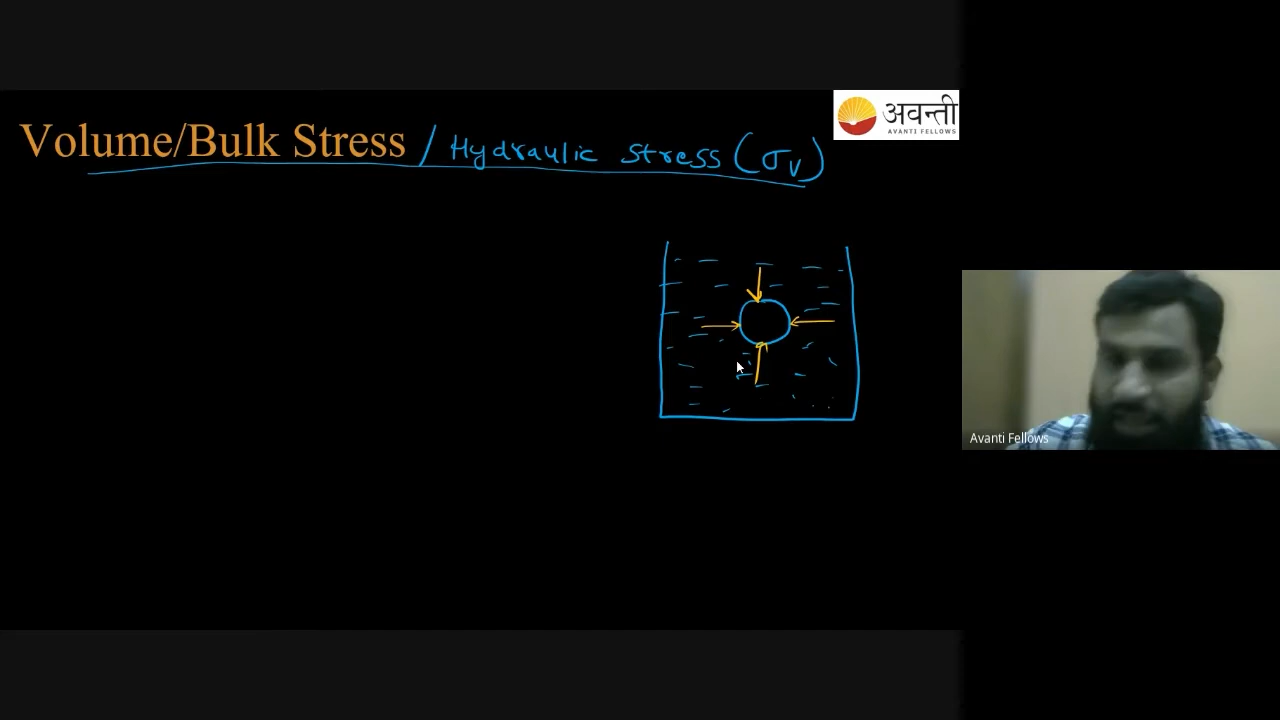 Volume/Bulk Stress / Hydraulic stress (σv)
अवन्ती
AVANTI FELLOWS
Avanti Fellows